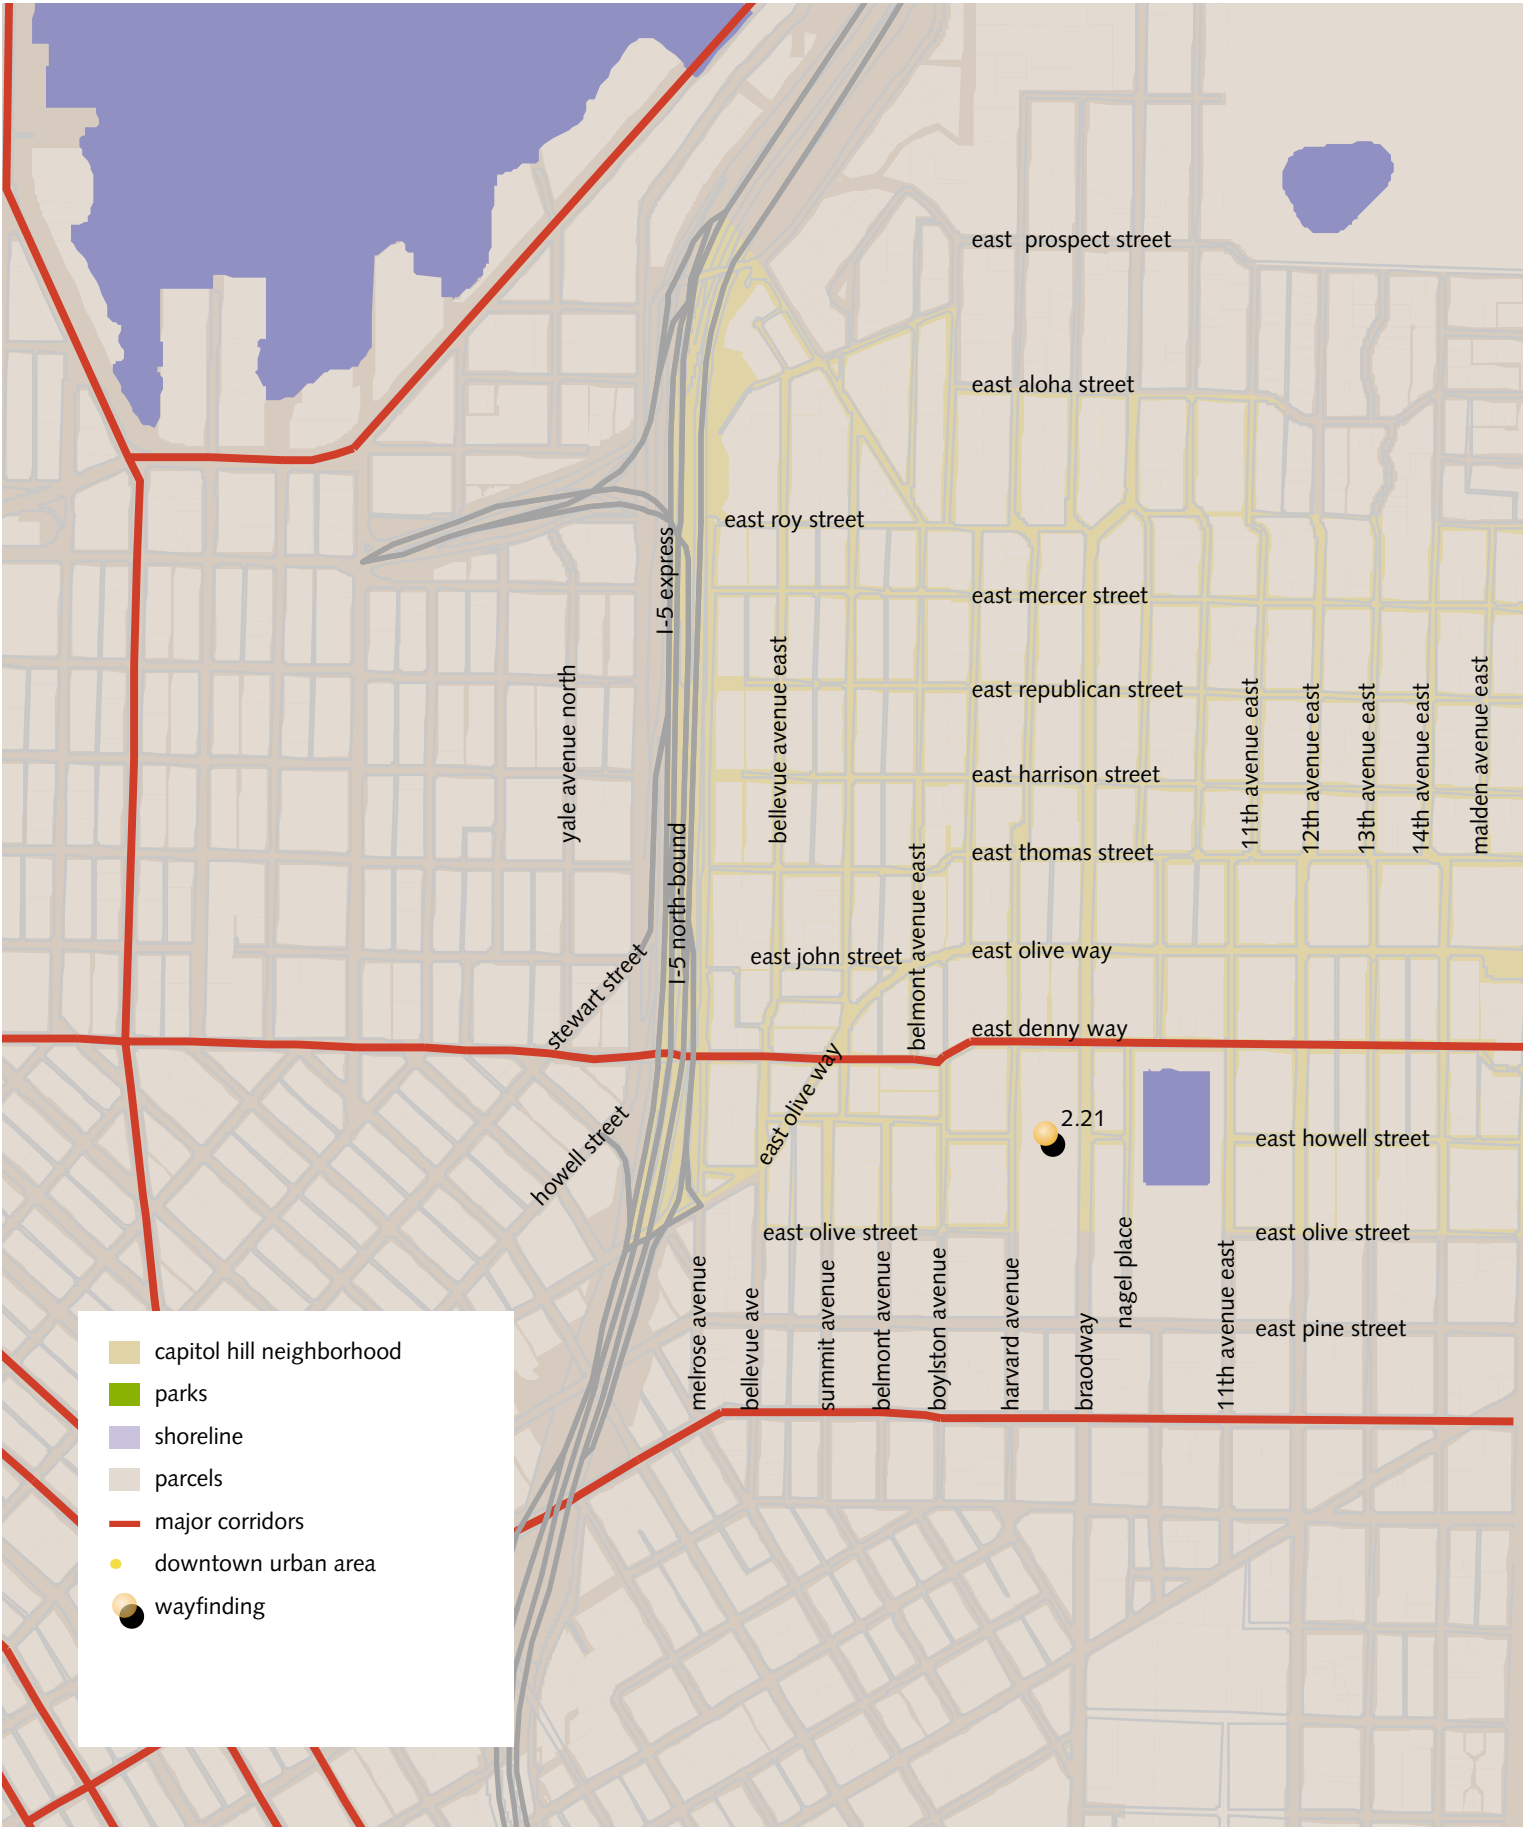 east  prospect street
east aloha street
east roy street
I-5 express
east mercer street
bellevue avenue east
yale avenue north
east republican street
11th avenue east
12th avenue east
13th avenue east
14th avenue east
malden avenue east
east harrison street
I-5 north-bound
belmont avenue east
east thomas street
stewart street
east john street
east olive way
east denny way
east olive way
howell street
2.21
east howell street
east olive street
east olive street
nagel place
11th avenue east
melrose avenue
bellevue ave
summit avenue
belmont avenue
boylston avenue
harvard avenue
braodway
east pine street
capitol hill neighborhood
parks
shoreline
parcels
major corridors
downtown urban area
wayfinding